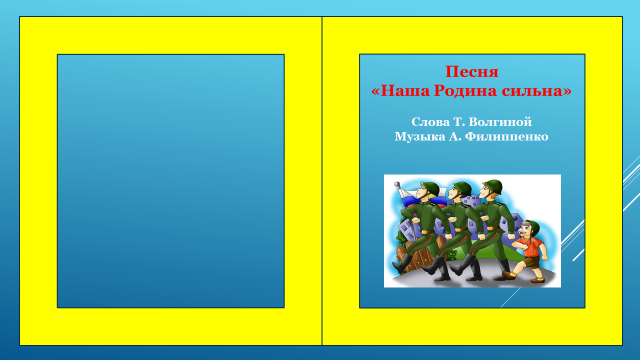 Песня
«Наша Родина сильна»
Слова Т. Волгиной
Музыка А. Филиппенко